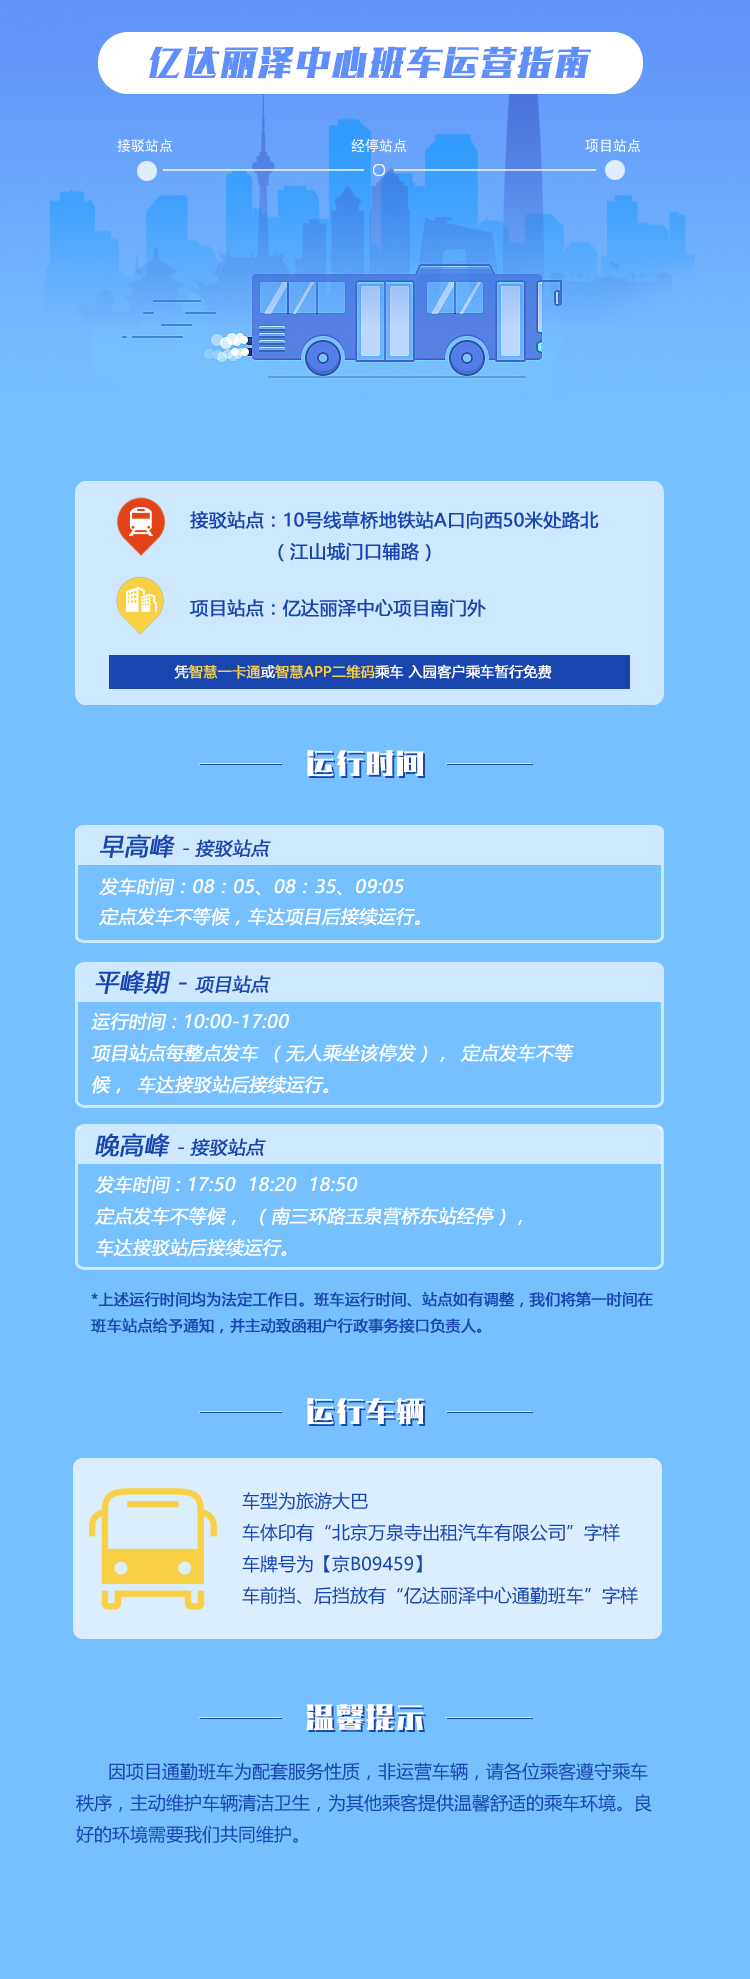 亿达丽泽中心班车运营指南
接驳站点 经停站点 项目站点
接驳站点：10号线草桥地铁站A口向西50米处路北
（江山城门口辅路）
项目站点：亿达丽泽中心项目南门外
凭智慧一卡通或智慧APP二维码乘车 入园客户乘车暂行免费
运行时间
早高峰 - 接驳站点
发车时间：08：05、08：35、09:05
定点发车不等候，车达项目后接续运行。
平峰期 - 项目站点
运行时间：10:00-17:00
项目站点每整点发车 （无人乘坐该停发）， 定点发车不等
候， 车达接驳站后接续运行。
晚高峰 - 接驳站点
发车时间：17:50 18:20 18:50
定点发车不等候， （南三环路玉泉营桥东站经停），
车达接驳站后接续运行。
*上述运行时间均为法定工作日。班车运行时间、站点如有调整，我们将第一时间在
班车站点给予通知，并主动致函租户行政事务接口负责人。
运行车辆
车型为旅游大巴
车体印有“北京万泉寺出租汽车有限公司”字样
车牌号为【京B09459】
车前挡、后挡放有“亿达丽泽中心通勤班车”字样
温馨提示
因项目通勤班车为配套服务性质，非运营车辆，请各位乘客遵守乘车
秩序，主动维护车辆清洁卫生，为其他乘客提供温馨舒适的乘车环境。良
好的环境需要我们共同维护。